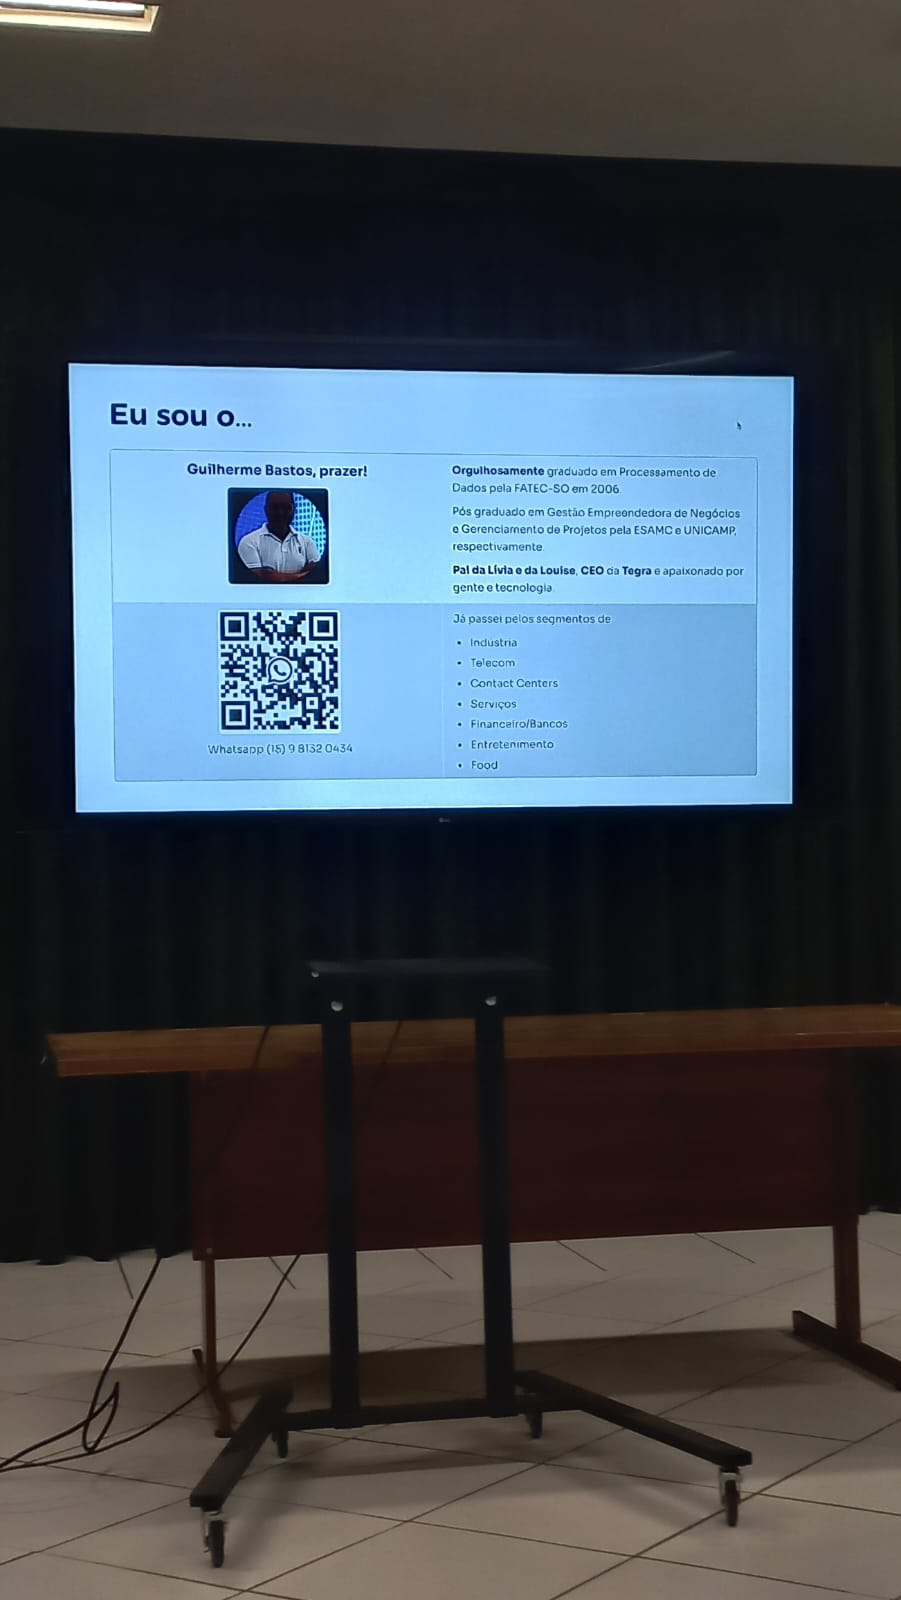 Eu sou o...
Guilherme Bastos, prazer!
Orgulhosamente graduado em Processamento de
Dados pela FATEC-SO em 2006.
Pós graduado em Gestão Empreendedora de Negócios
e Gerenciamento de Projetos pela ESAMC e UNICAMP,
respectivamente.
Pai da Lívia e da Louise, CEO da Tegra e apaixonado por
gente e tecnologia.
Whatsapp (15) 9 8132 0434
Já passei pelos segmentos de
• Indústria
• Telecom
• Contact Centers
• Serviços
• Financeiro/Bancos
• Entretenimento
• Food